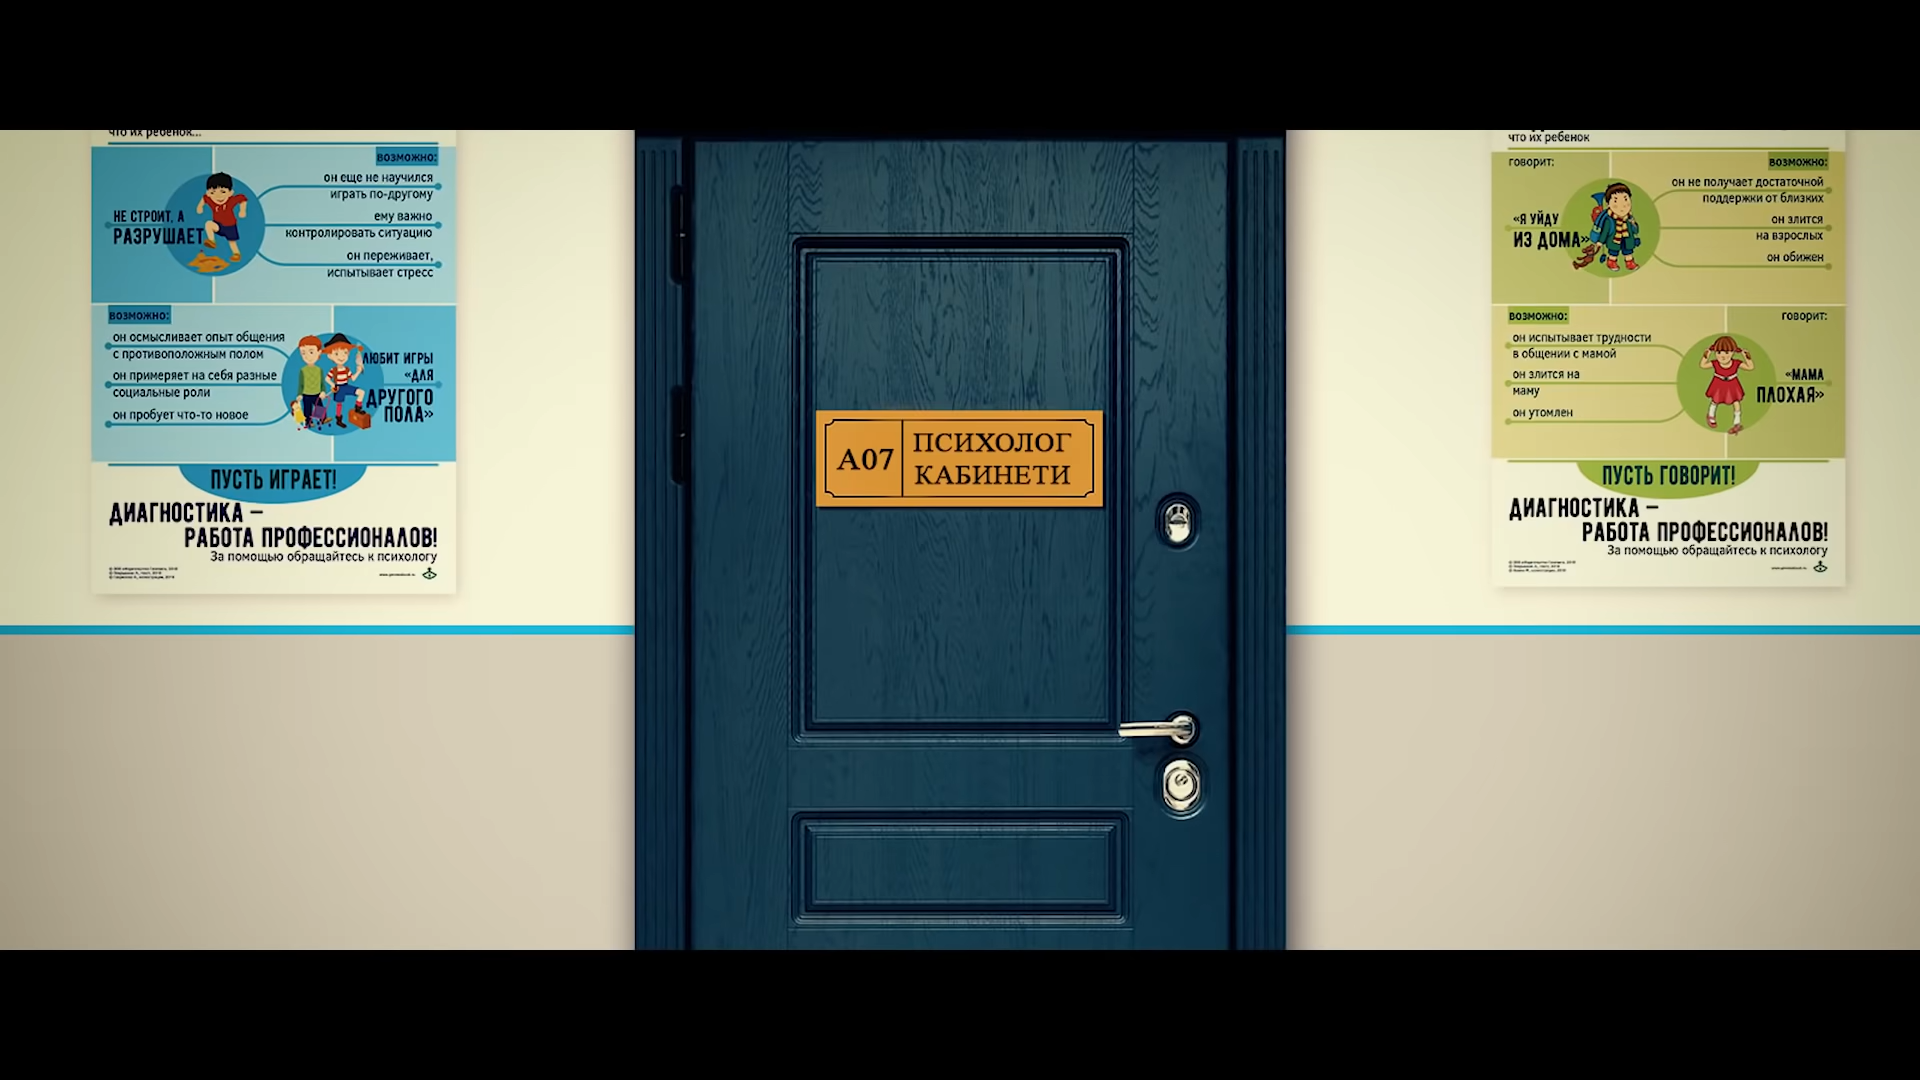 что их ребенок...
возможно:
он еще не научился
играть по-другому
ему важно
контролировать ситуацию
он переживает,
испытывает стресс
НЕ СТРОИТ, А
РАЗРУШАЕТ
возможно:
он осмысливает опыт общения
с противоположным полом
он примеряет на себя разные
социальные роли
он пробует что-то новое
ЛЮБИТ ИГРЫ
«ДЛЯ
ДРУГОГО
ПОЛА»
ПУСТЬ ИГРАЕТ!
ДИАГНОСТИКА –
РАБОТА ПРОФЕССИОНАЛОВ!
За помощью обращайтесь к психологу
А07
ПСИХОЛОГ
КАБИНЕТИ
что их ребенок
говорит:
возможно:
«Я УЙДУ
ИЗ ДОМА»
он не получает достаточной
поддержки от близких
он злится
на взрослых
он обижен
возможно:
он испытывает трудности
в общении с мамой
он злится на
маму
он утомлен
говорит:
«МАМА
ПЛОХАЯ»
ПУСТЬ ГОВОРИТ!
ДИАГНОСТИКА –
РАБОТА ПРОФЕССИОНАЛОВ!
За помощью обращайтесь к психологу